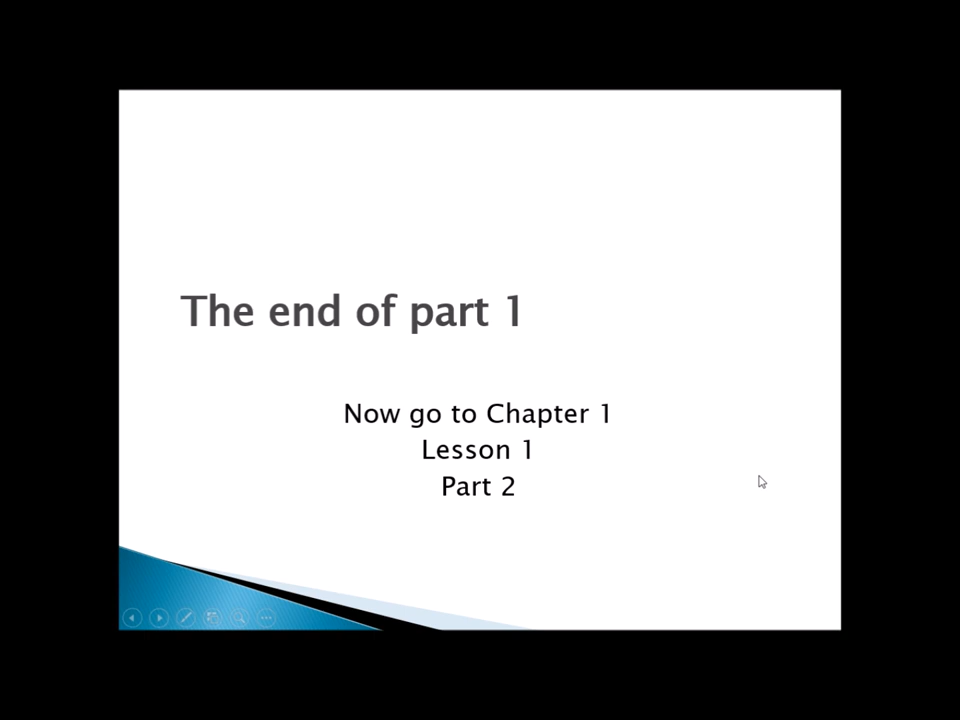 The end of part 1
Now go to Chapter 1
Lesson 1
Part 2